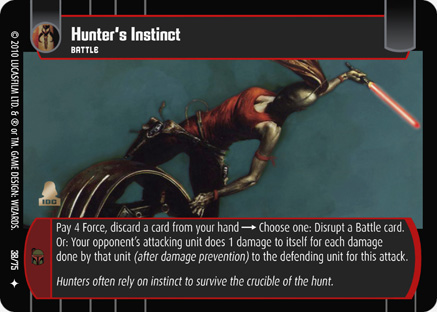 Hunter's Instinct
BATTLE
Pay 4 Force, discard a card from your hand → Choose one: Disrupt a Battle card.
Or: Your opponent's attacking unit does 1 damage to itself for each damage
done by that unit (after damage prevention) to the defending unit for this attack.
Hunters often rely on instinct to survive the crucible of the hunt.
© 2010 LUCASFILM LTD. & ® or TM. GAME DESIGN: WIZARDS.
38/75